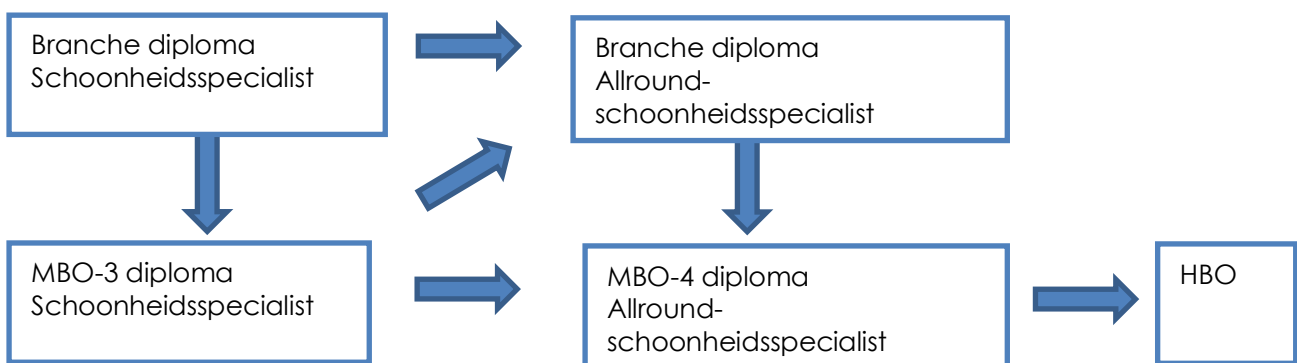 Branche diploma
Schoonheidsspecialist
Branche diploma
Allround-
schoonheidsspecialist
MBO-3 diploma
Schoonheidsspecialist
MBO-4 diploma
Allround-
schoonheidsspecialist
HBO